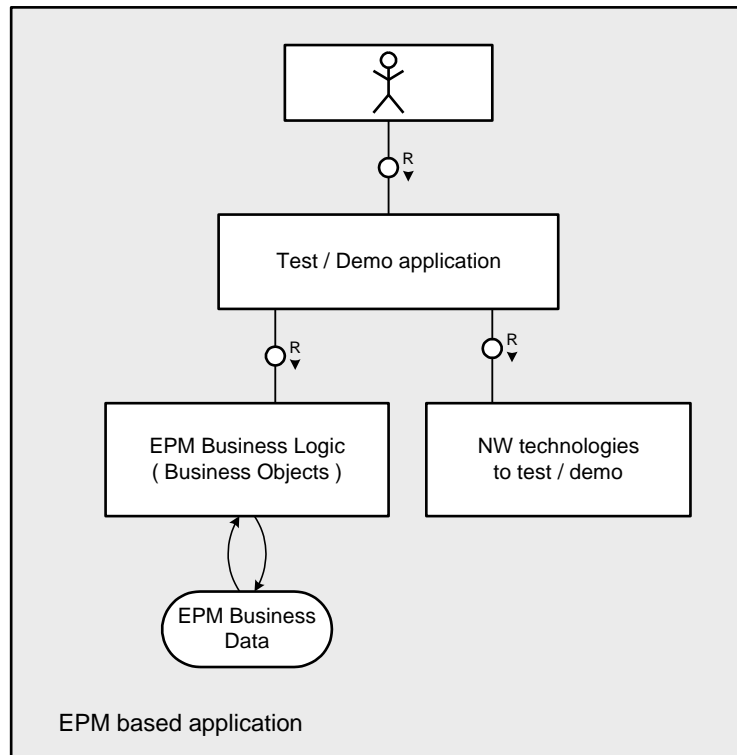 R
Test / Demo application
R
R
EPM Business Logic
( Business Objects )
NW technologies
to test / demo
EPM Business
Data
EPM based application